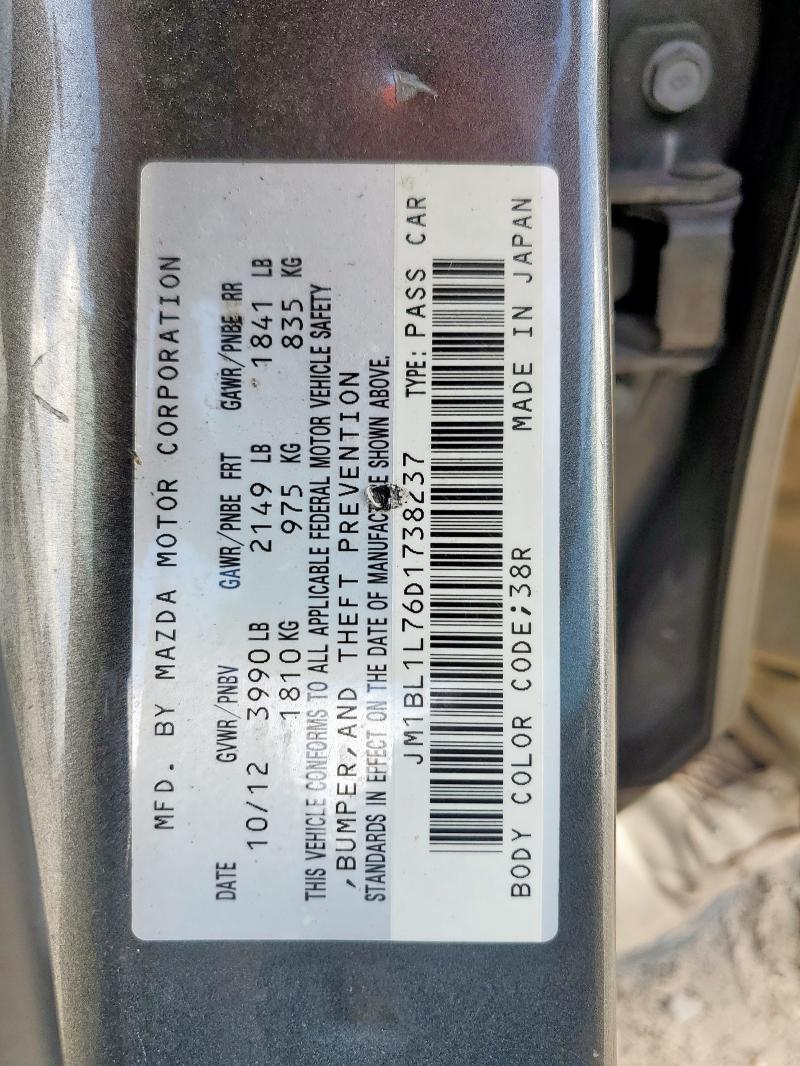 MFD. BY MAZDA MOTOR CORPORATION
DATE GVWR/PNBV GAWR/PNBE FRT GAWR/PNBE RR
10/12 3990 LB 2149 LB 1841 LB
1810 KG 975 KG 835 KG
THIS VEHICLE CONFORMS TO ALL APPLICABLE FEDERAL MOTOR VEHICLE SAFETY
,BUMPER,AND THEFT PREVENTION
STANDARDS IN EFFECT ON THE DATE OF MANUFACTURE SHOWN ABOVE.
JM1BL1L76D1738237 TYPE: PASS CAR
BODY COLOR CODE;38R MADE IN JAPAN